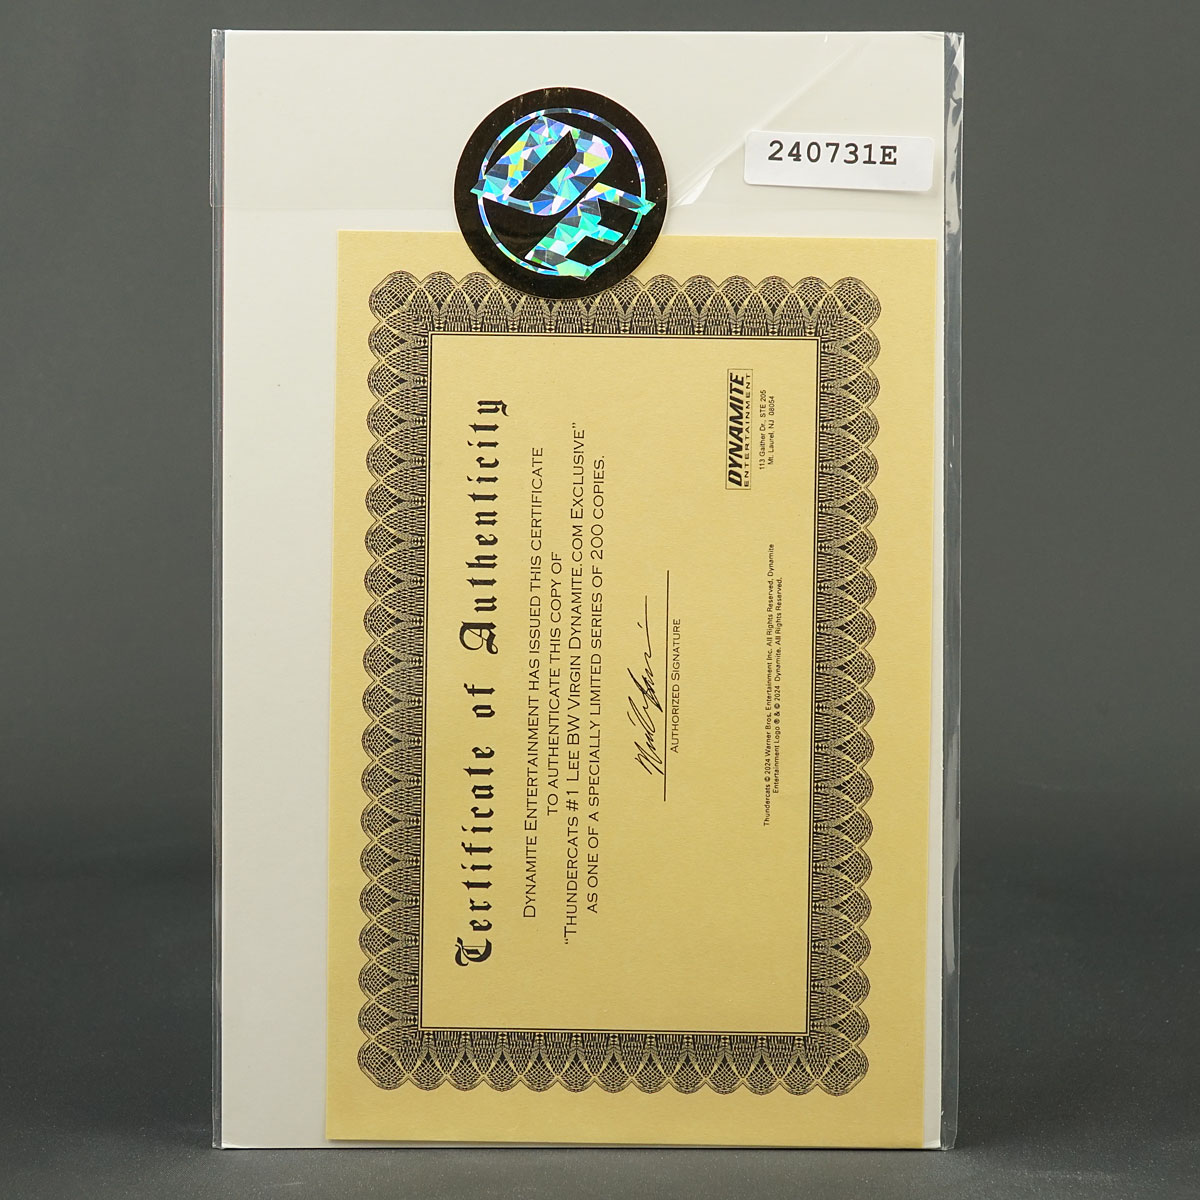 DF
240731E
Certificate of Authenticity
DYNAMITE ENTERTAINMENT HAS ISSUED THIS CERTIFICATE
TO AUTHENTICATE THIS COPY OF
“THUNDERCATS #1 LEE BW VIRGIN DYNAMITE.COM EXCLUSIVE”
AS ONE OF A SPECIALLY LIMITED SERIES OF 200 COPIES.
AUTHORIZED SIGNATURE
DYNAMITE
ENTERTAINMENT
113 Gaither Dr., STE 205
Mt. Laurel, NJ 08054
Thundercats © 2024 Warner Bros. Entertainment Inc. All Rights Reserved. Dynamite
Entertainment Logo ® & © 2024 Dynamite. All Rights Reserved.